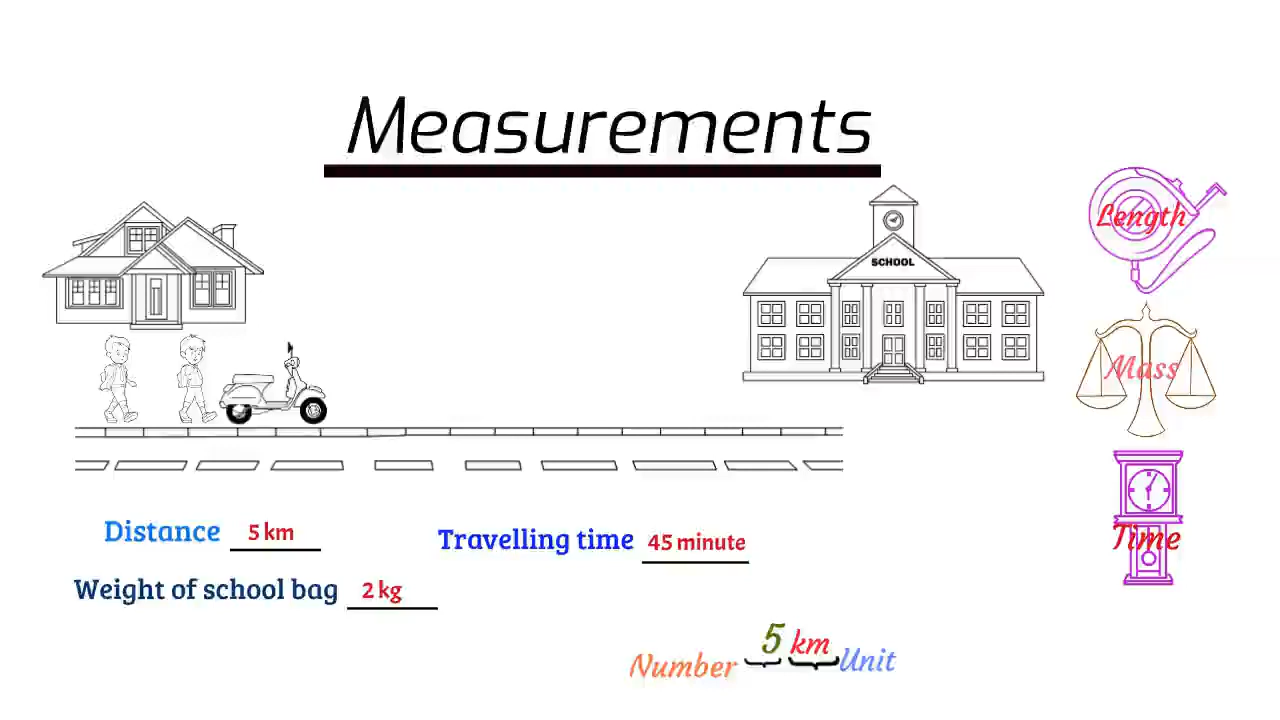 Measurements
SCHOOL
Length
Mass
Time
Distance 5 km
Travelling time 45 minute
Weight of school bag 2 kg
Number 5 km Unit